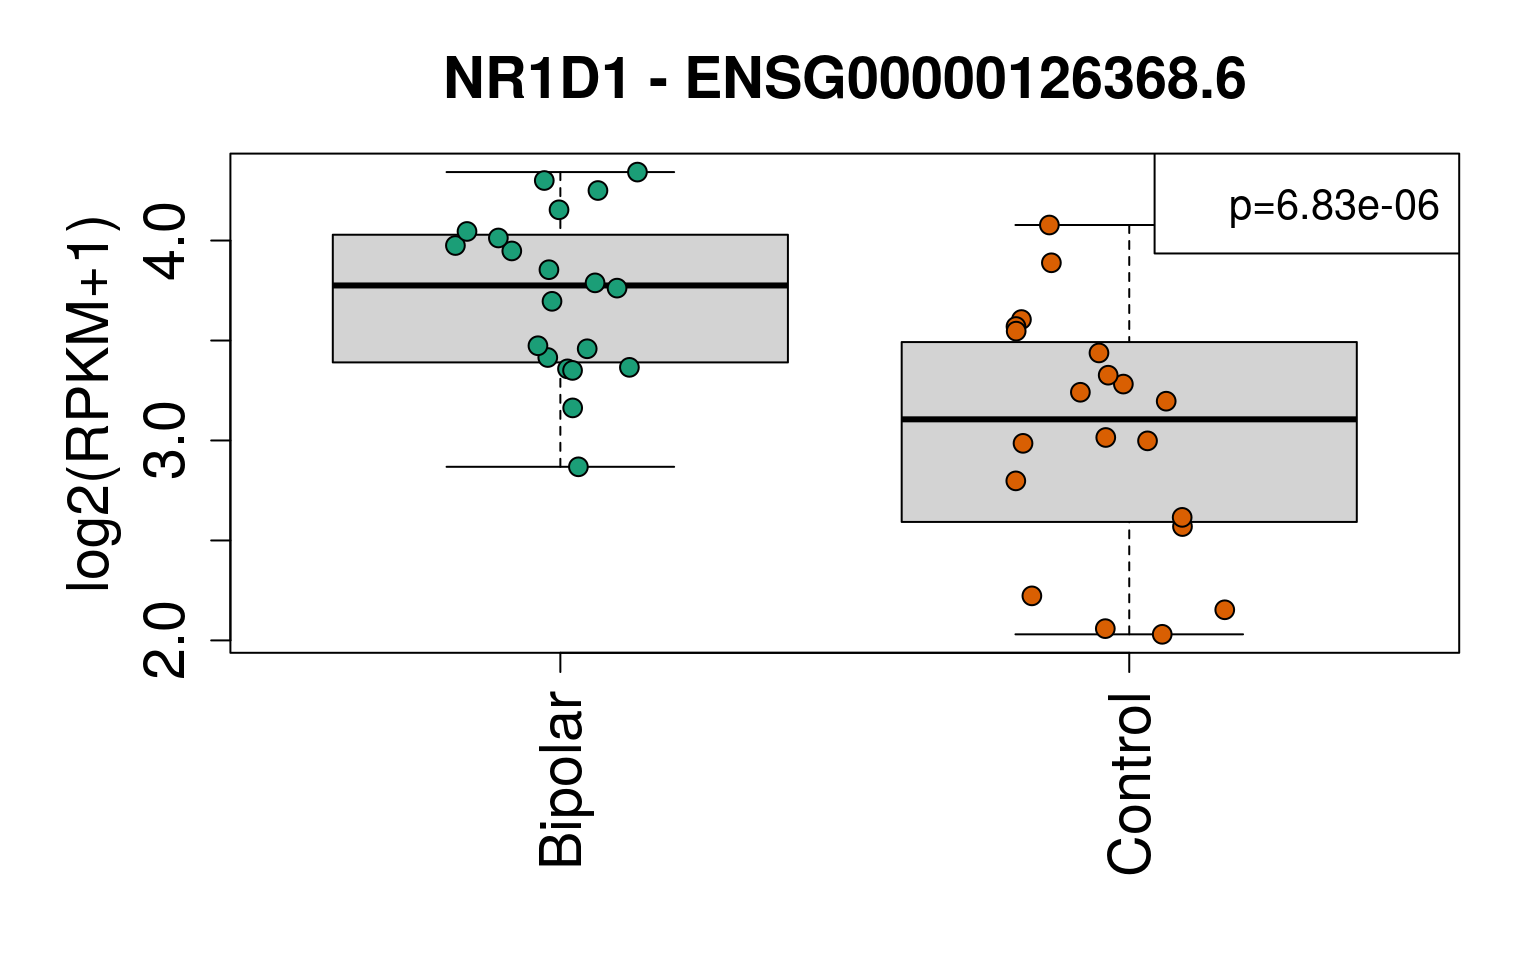 NR1D1 - ENSG00000126368.6
p=6.83e-06
log2(RPKM+1)
4.0
3.0
2.0
Bipolar
Control